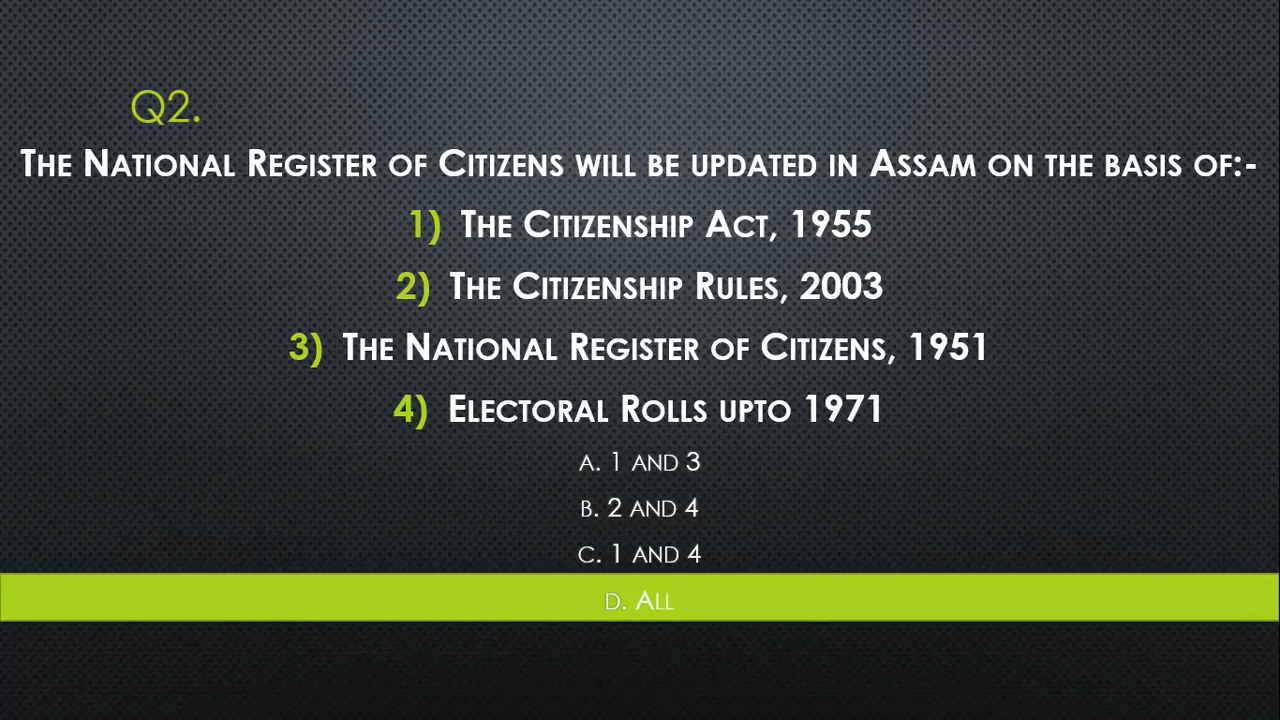 Q2.
The National Register of Citizens will be updated in Assam on the basis of:-
1) The Citizenship Act, 1955
2) The Citizenship Rules, 2003
3) The National Register of Citizens, 1951
4) Electoral Rolls upto 1971
a. 1 and 3
b. 2 and 4
c. 1 and 4
d. All